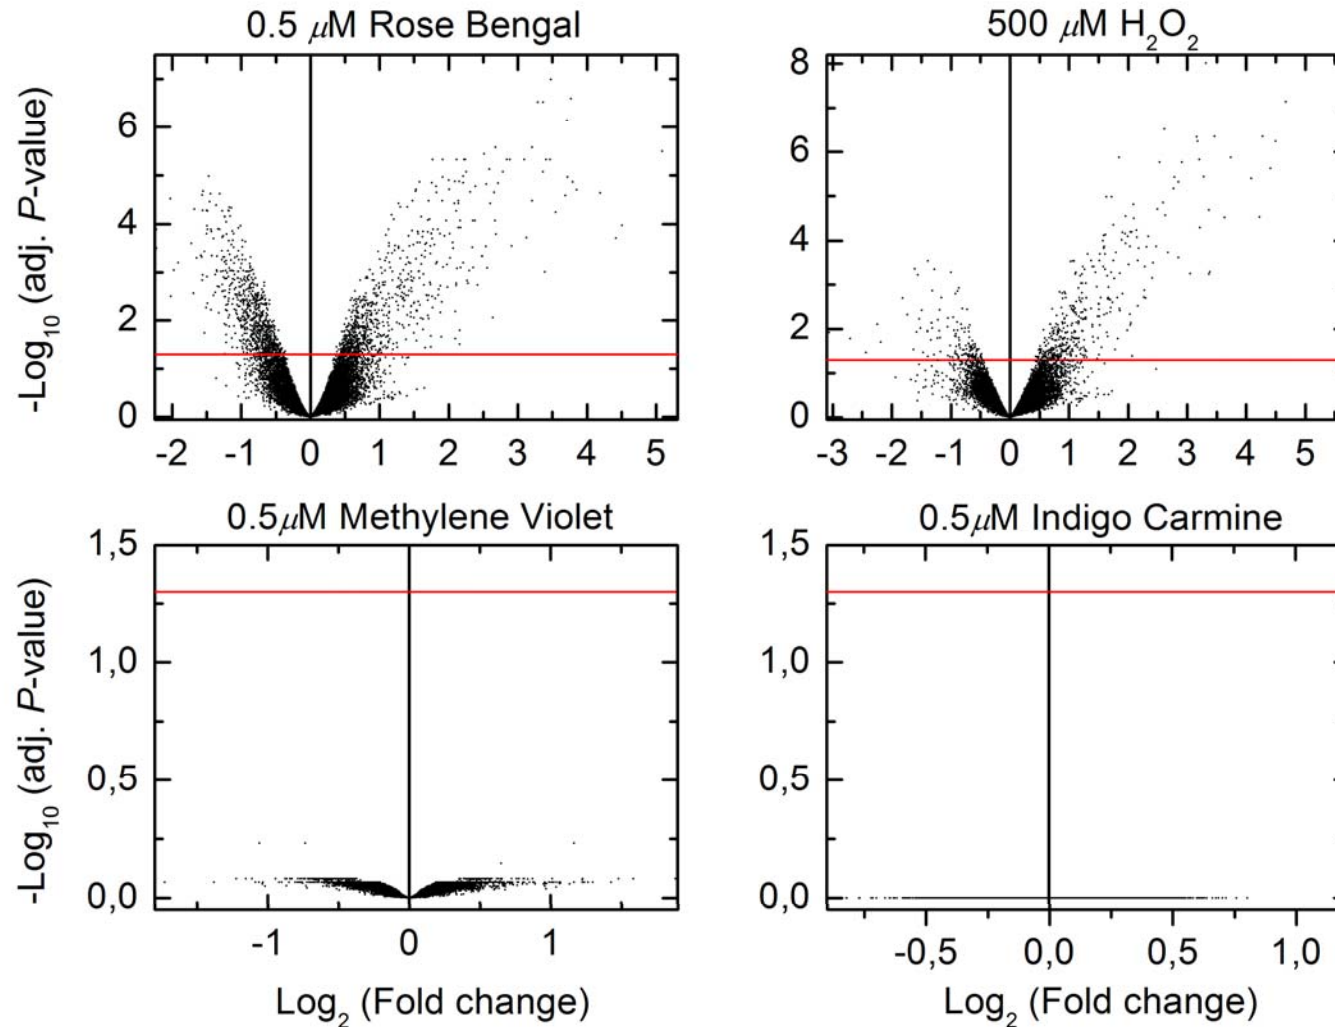 0.5 μM Rose Bengal
500 μM H₂O₂
-Log₁₀ (adj. P-value)
6
4
2
0
-2 -1 0 1 2 3 4 5
8
6
4
2
0
-3 -2 -1 0 1 2 3 4 5
0.5μM Methylene Violet
0.5μM Indigo Carmine
-Log₁₀ (adj. P-value)
1,5
1,0
0,5
0,0
-1 0 1
Log₂ (Fold change)
1,5
1,0
0,5
0,0
-0,5 0,0 0,5 1,0
Log₂ (Fold change)